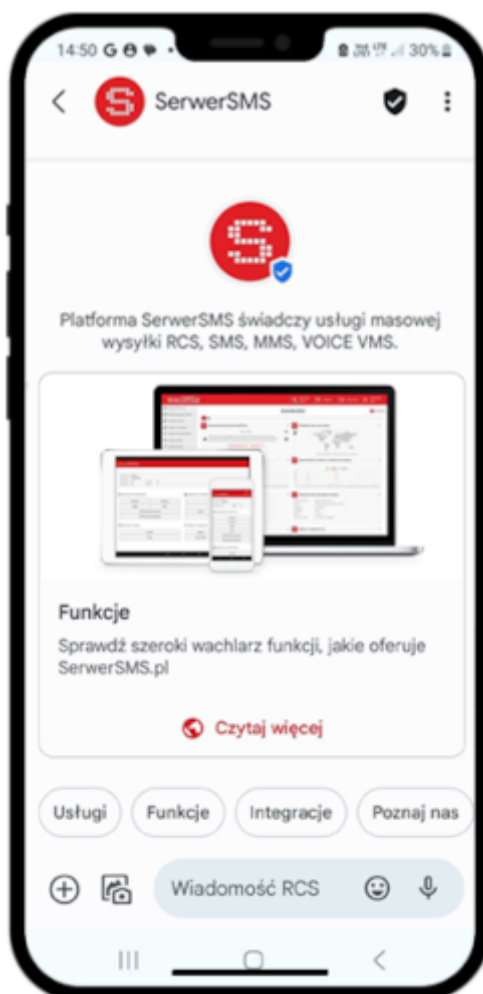 14:50
30%
SerwerSMS
Platforma SerwerSMS świadczy usługi masowej
wysyłki RCS, SMS, MMS, VOICE VMS.
Funkcje
Sprawdź szeroki wachlarz funkcji, jakie oferuje
SerwerSMS.pl
Czytaj więcej
Usługi
Funkcje
Integracje
Poznaj nas
Wiadomość RCS